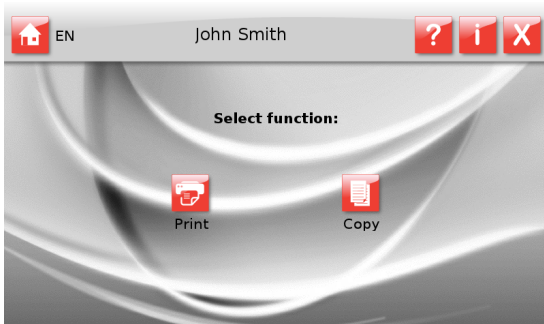 EN
John Smith
? i X
Select function:
Print
Copy